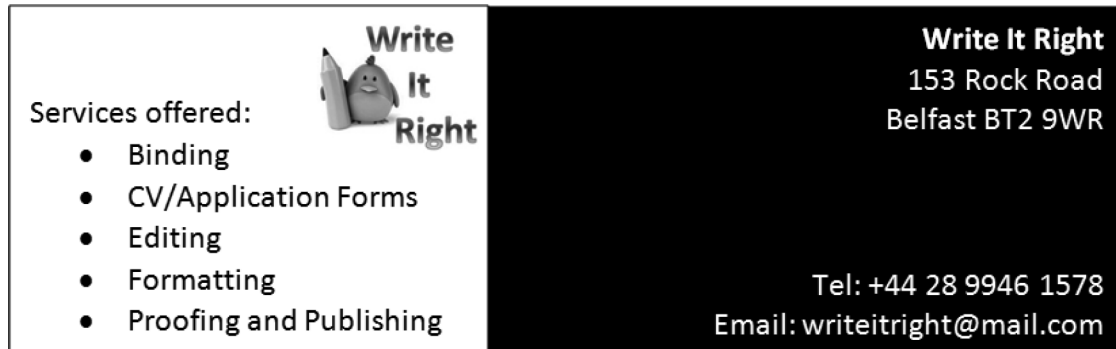 Write
It
Right
Services offered:
• Binding
• CV/Application Forms
• Editing
• Formatting
• Proofing and Publishing
Write It Right
153 Rock Road
Belfast BT2 9WR
Tel: +44 28 9946 1578
Email: writeitright@mail.com